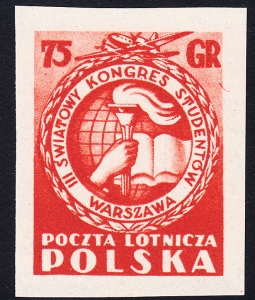 75 GR
III ŚWIATOWY KONGRES STUDENTÓW
WARSZAWA
POCZTA LOTNICZA
POLSKA